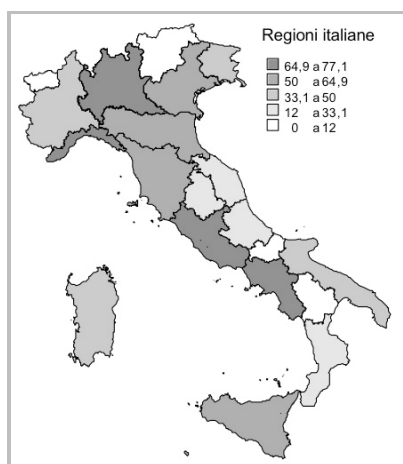 Regioni italiane
64,9 a 77,1
50 a 64,9
33,1 a 50
12 a 33,1
0 a 12